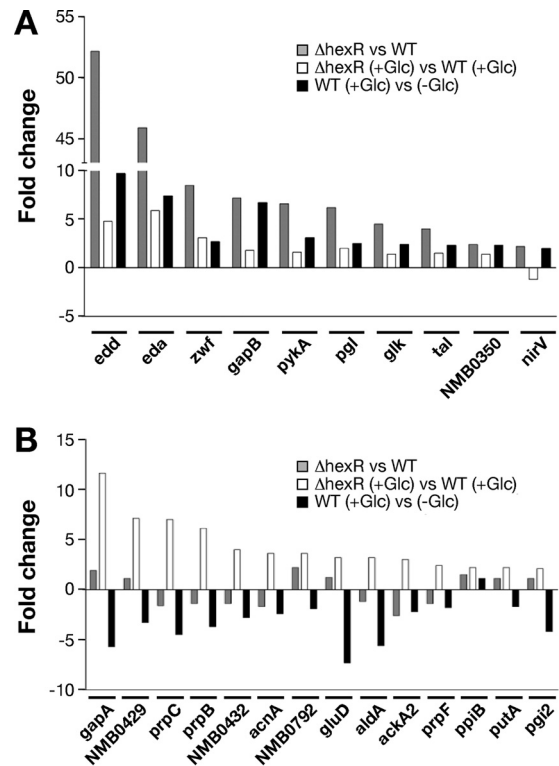 A
55
50
45
10
5
0
-5
Fold change
ΔhexR vs WT
ΔhexR (+Glc) vs WT (+Glc)
WT (+Glc) vs (-Glc)
edd
eda
zwf
gapB
pykA
pgl
glk
tal
NMB0350
nirV
B
15
10
5
0
-5
-10
Fold change
ΔhexR vs WT
ΔhexR (+Glc) vs WT (+Glc)
WT (+Glc) vs (-Glc)
gapA
NMB0429
prpC
prpB
NMB0432
acnA
NMB0792
gluD
aldA
ackA2
prpF
ppiB
putA
pgi2